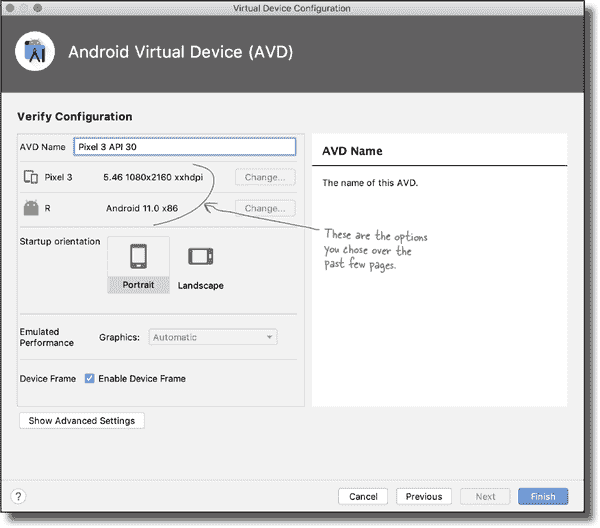 Virtual Device Configuration
Android Virtual Device (AVD)
Verify Configuration
AVD Name Pixel 3 API 30
Pixel 3 5.46 1080x2160 xxhdpi Change...
R Android 11.0 x86 Change...
Startup orientation
Portrait Landscape
Emulated
Performance Graphics: Automatic
Device Frame Enable Device Frame
Show Advanced Settings
AVD Name
The name of this AVD.
These are the options
you chose over the
past few pages.
? Cancel Previous Next Finish